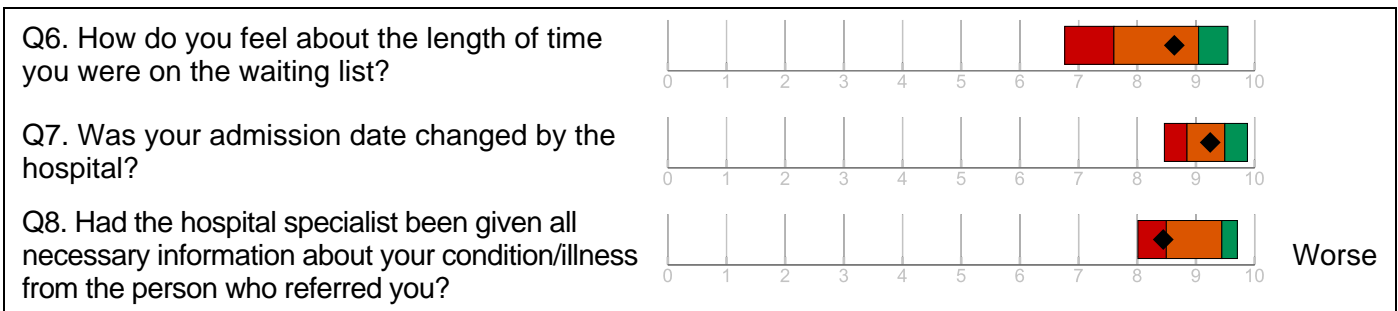 Q6. How do you feel about the length of time
you were on the waiting list?
0 1 2 3 4 5 6 7 8 9 10
Q7. Was your admission date changed by the
hospital?
0 1 2 3 4 5 6 7 8 9 10
Q8. Had the hospital specialist been given all
necessary information about your condition/illness
from the person who referred you?
0 1 2 3 4 5 6 7 8 9 10
Worse